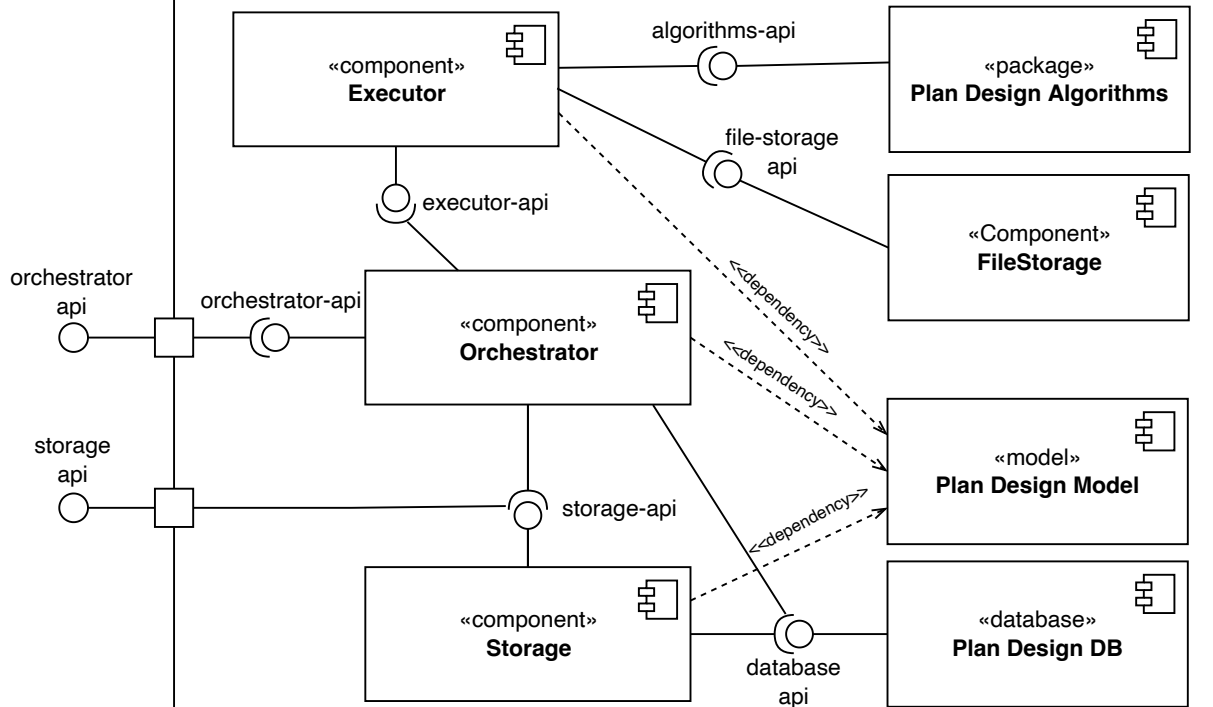 algorithms-api
«component»
Executor
«package»
Plan Design Algorithms
file-storage
api
executor-api
«Component»
FileStorage
<<dependency>>
orchestrator
api
orchestrator-api
«component»
Orchestrator
<<dependency>>
storage
api
«model»
Plan Design Model
storage-api
<<dependency>>
«component»
Storage
«database»
Plan Design DB
database
api